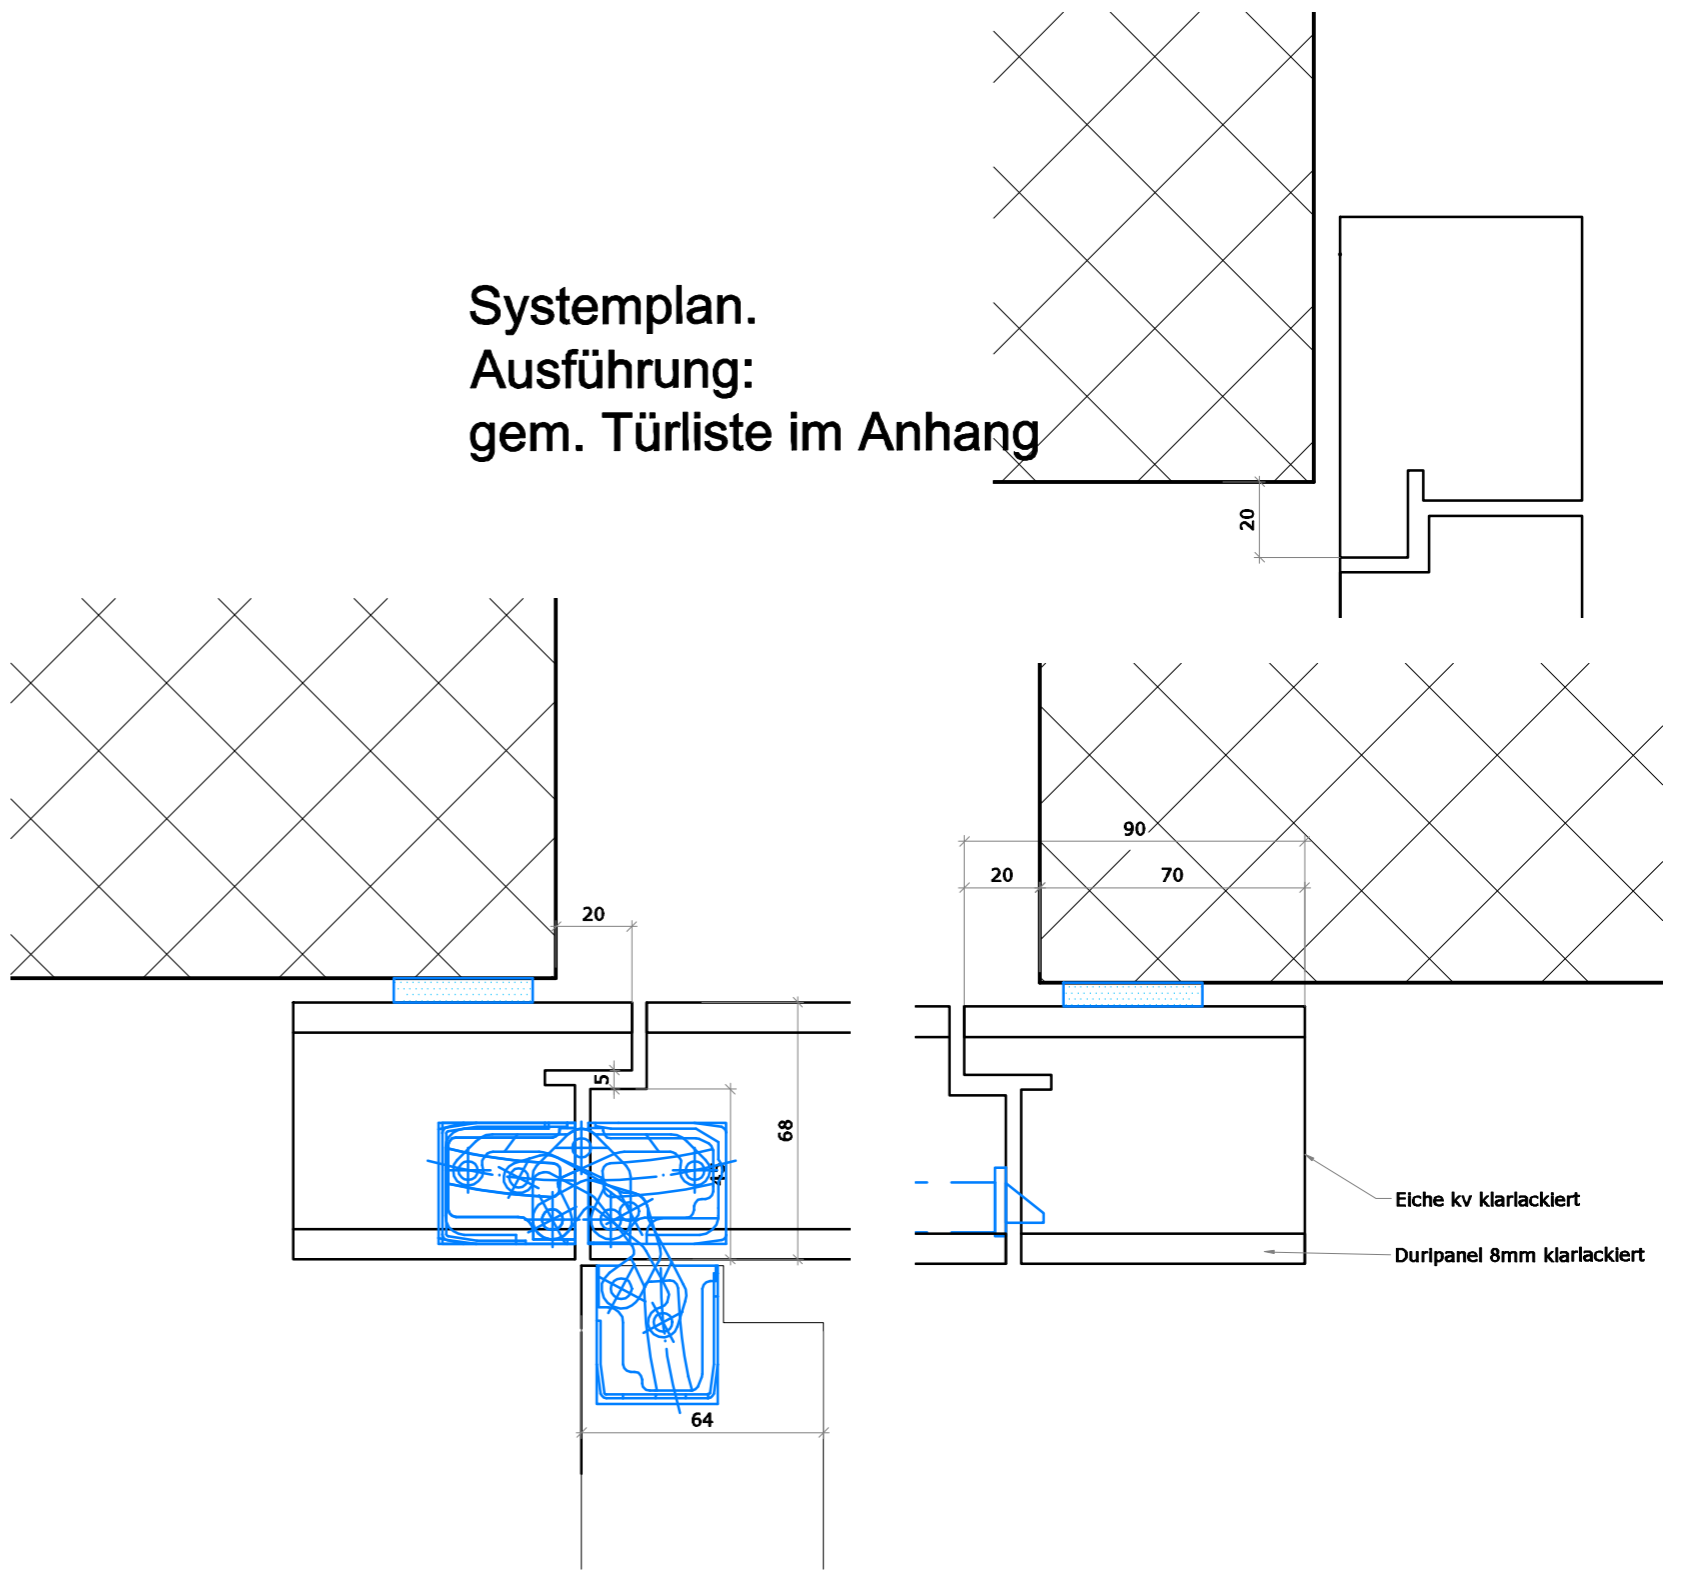 Systemplan.
Ausführung:
gem. Türliste im Anhang
20
90
20 70
20
5
68
45
Eiche kv klarlackiert
Duripanel 8mm klarlackiert
64